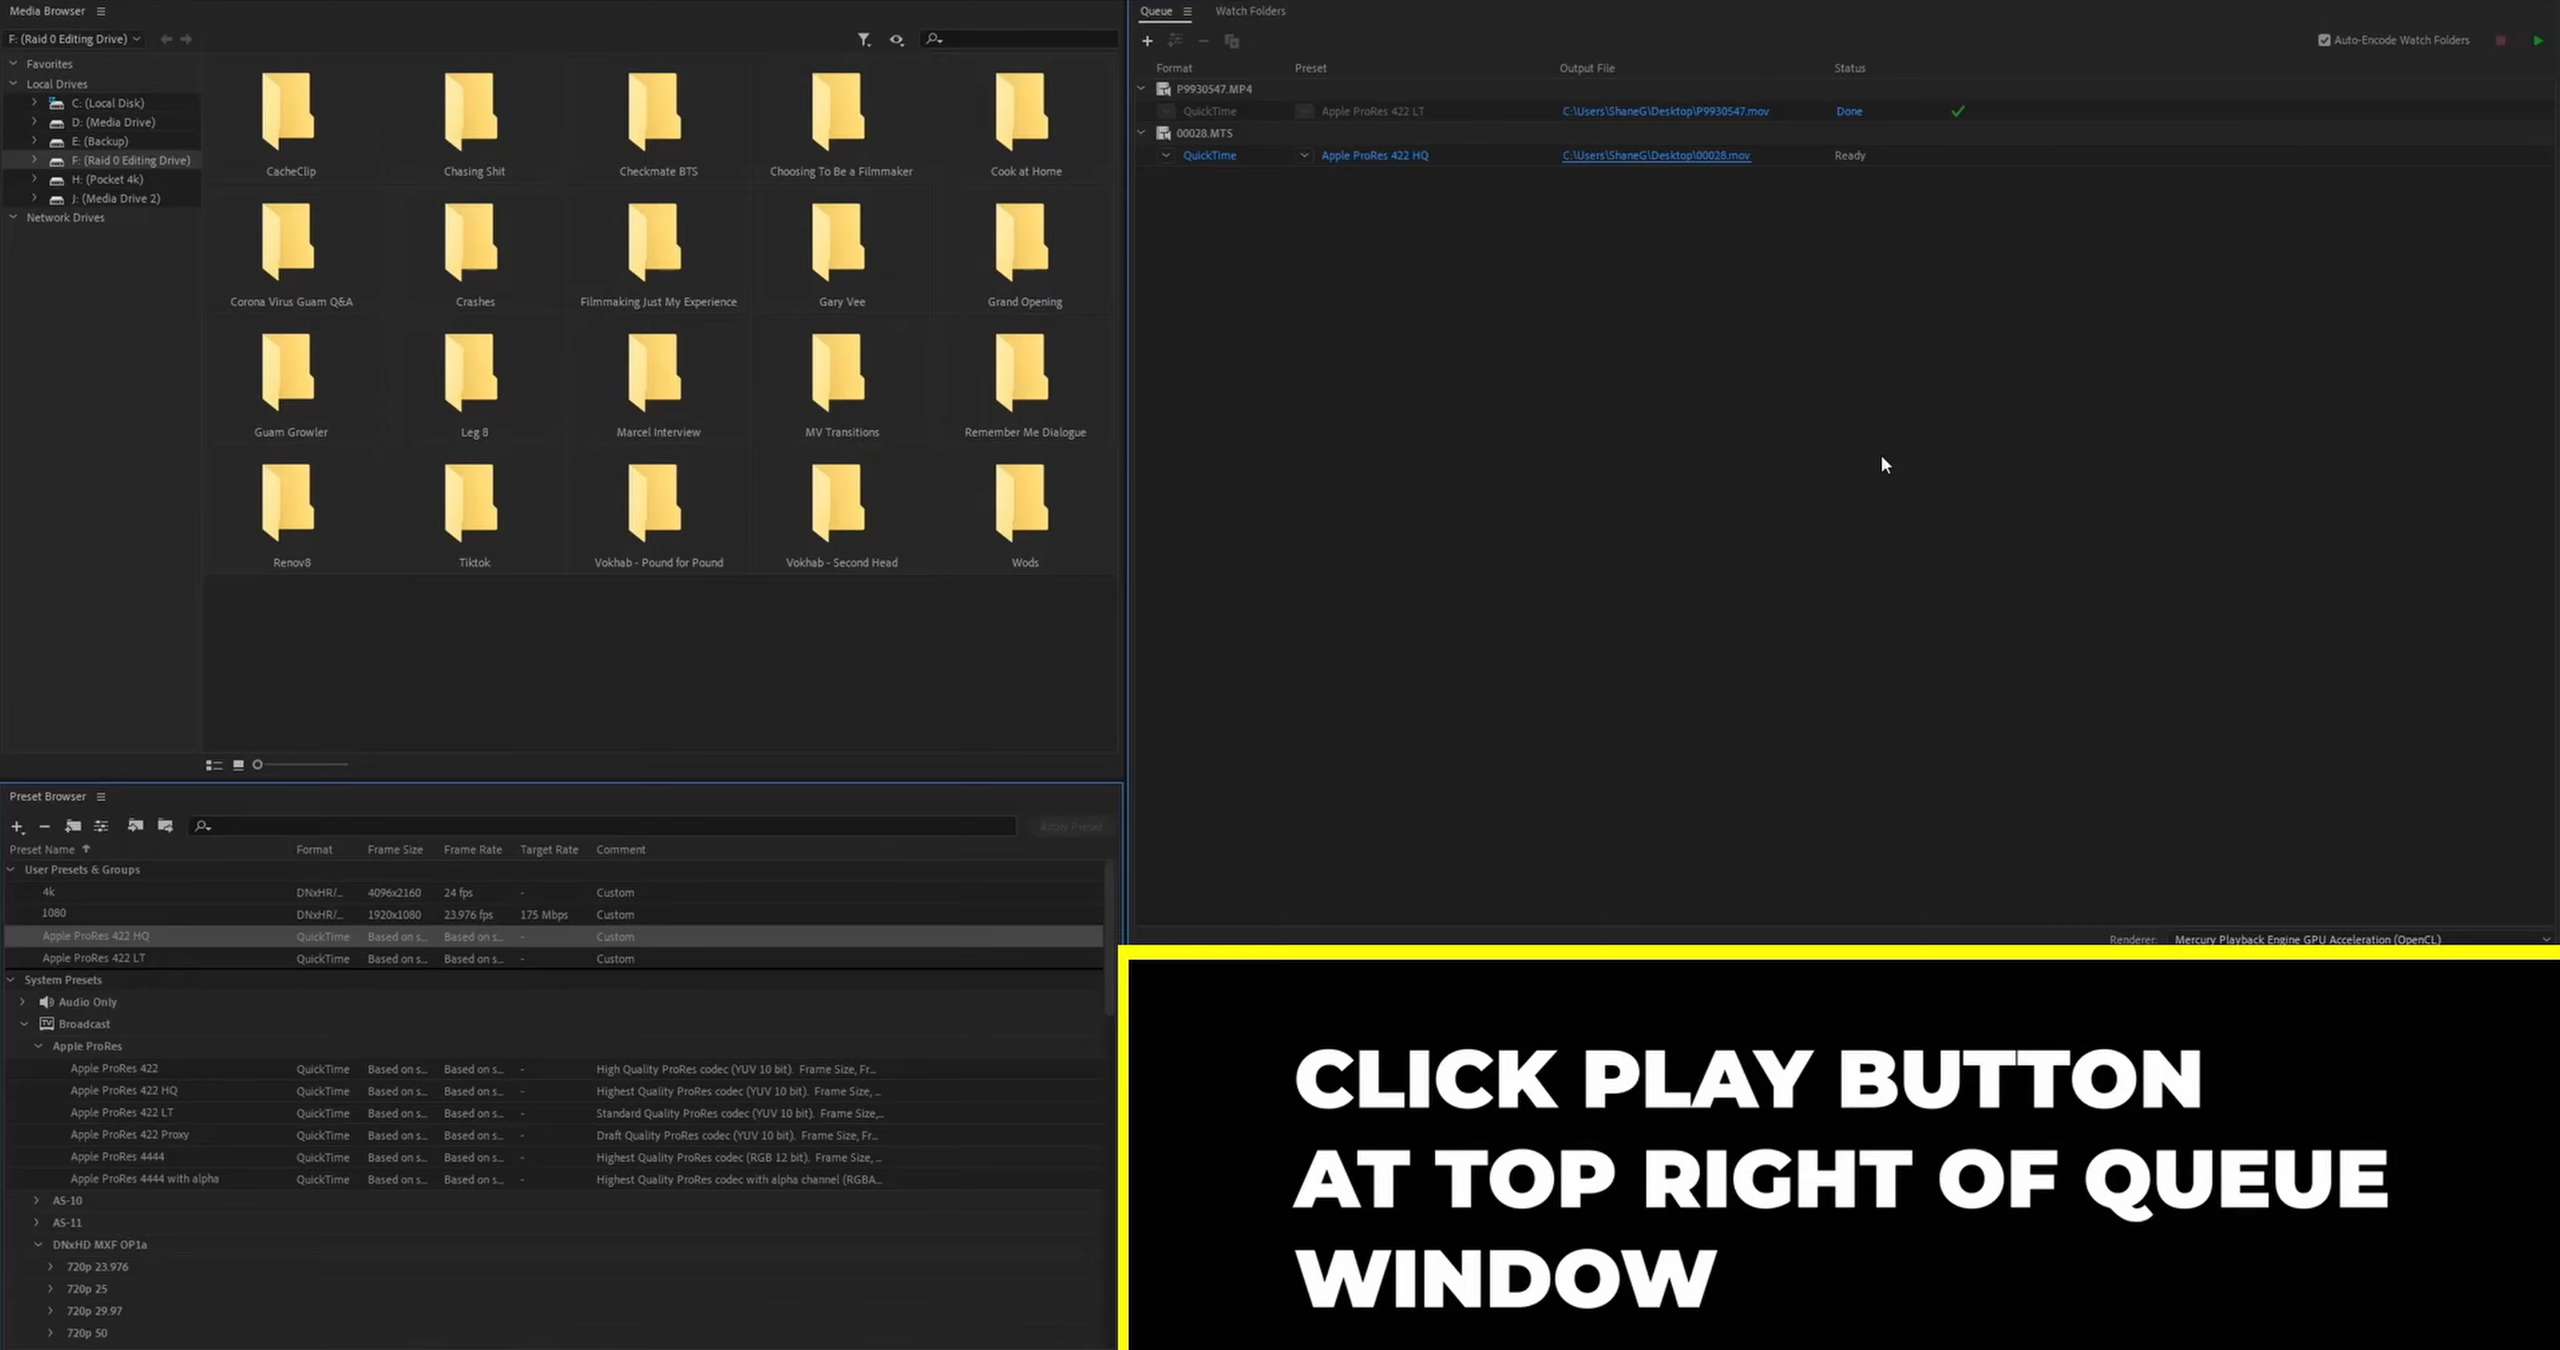 Media Browser
F: (Raid 0 Editing Drive)
Favorites
Local Drives
C: (Local Disk)
D: (Media Drive)
E: (Backup)
F: (Raid 0 Editing Drive)
H: (Pocket 4k)
J: (Media Drive 2)
Network Drives
CacheClip Chasing Shit Checkmate BTS Choosing To Be a Filmmaker Cook at Home
Corona Virus Guam Q&A Crashes Filmmaking Just My Experience Gary Vee Grand Opening
Guam Growler Leg 8 Marcel Interview MV Transitions Remember Me Dialogue
Renov8 Tiktok Vokhab - Pound for Pound Vokhab - Second Head Wods
Queue Watch Folders
Auto-Encode Watch Folders
Format Preset Output File Status
P9930547.MP4
QuickTime Apple ProRes 422 LT C:\Users\ShaneG\Desktop\P9930547.mov Done
00028.MTS
QuickTime Apple ProRes 422 HQ C:\Users\ShaneG\Desktop\00028.mov Ready
Renderer: Mercury Playback Engine GPU Acceleration (OpenCL)
Preset Browser
Apply Preset
Preset Name Format Frame Size Frame Rate Target Rate Comment
User Presets & Groups
4k DNxHR/... 4096x2160 24 fps - Custom
1080 DNxHR/... 1920x1080 23.976 fps 175 Mbps Custom
Apple ProRes 422 HQ QuickTime Based on s... Based on s... - Custom
Apple ProRes 422 LT QuickTime Based on s... Based on s... - Custom
System Presets
Audio Only
Broadcast
Apple ProRes
Apple ProRes 422 QuickTime Based on s... Based on s... - High Quality ProRes codec (YUV 10 bit). Frame Size, Fr...
Apple ProRes 422 HQ QuickTime Based on s... Based on s... - Highest Quality ProRes codec (YUV 10 bit). Frame Size, ...
Apple ProRes 422 LT QuickTime Based on s... Based on s... - Standard Quality ProRes codec (YUV 10 bit). Frame Size,...
Apple ProRes 422 Proxy QuickTime Based on s... Based on s... - Draft Quality ProRes codec (YUV 10 bit). Frame Size, Fr...
Apple ProRes 4444 QuickTime Based on s... Based on s... - Highest Quality ProRes codec (RGB 12 bit). Frame Size, ...
Apple ProRes 4444 with alpha QuickTime Based on s... Based on s... - Highest Quality ProRes codec with alpha channel (RGBA...
AS-10
AS-11
DNxHD MXF OP1a
720p 23.976
720p 25
720p 29.97
720p 50
CLICK PLAY BUTTON
AT TOP RIGHT OF QUEUE
WINDOW